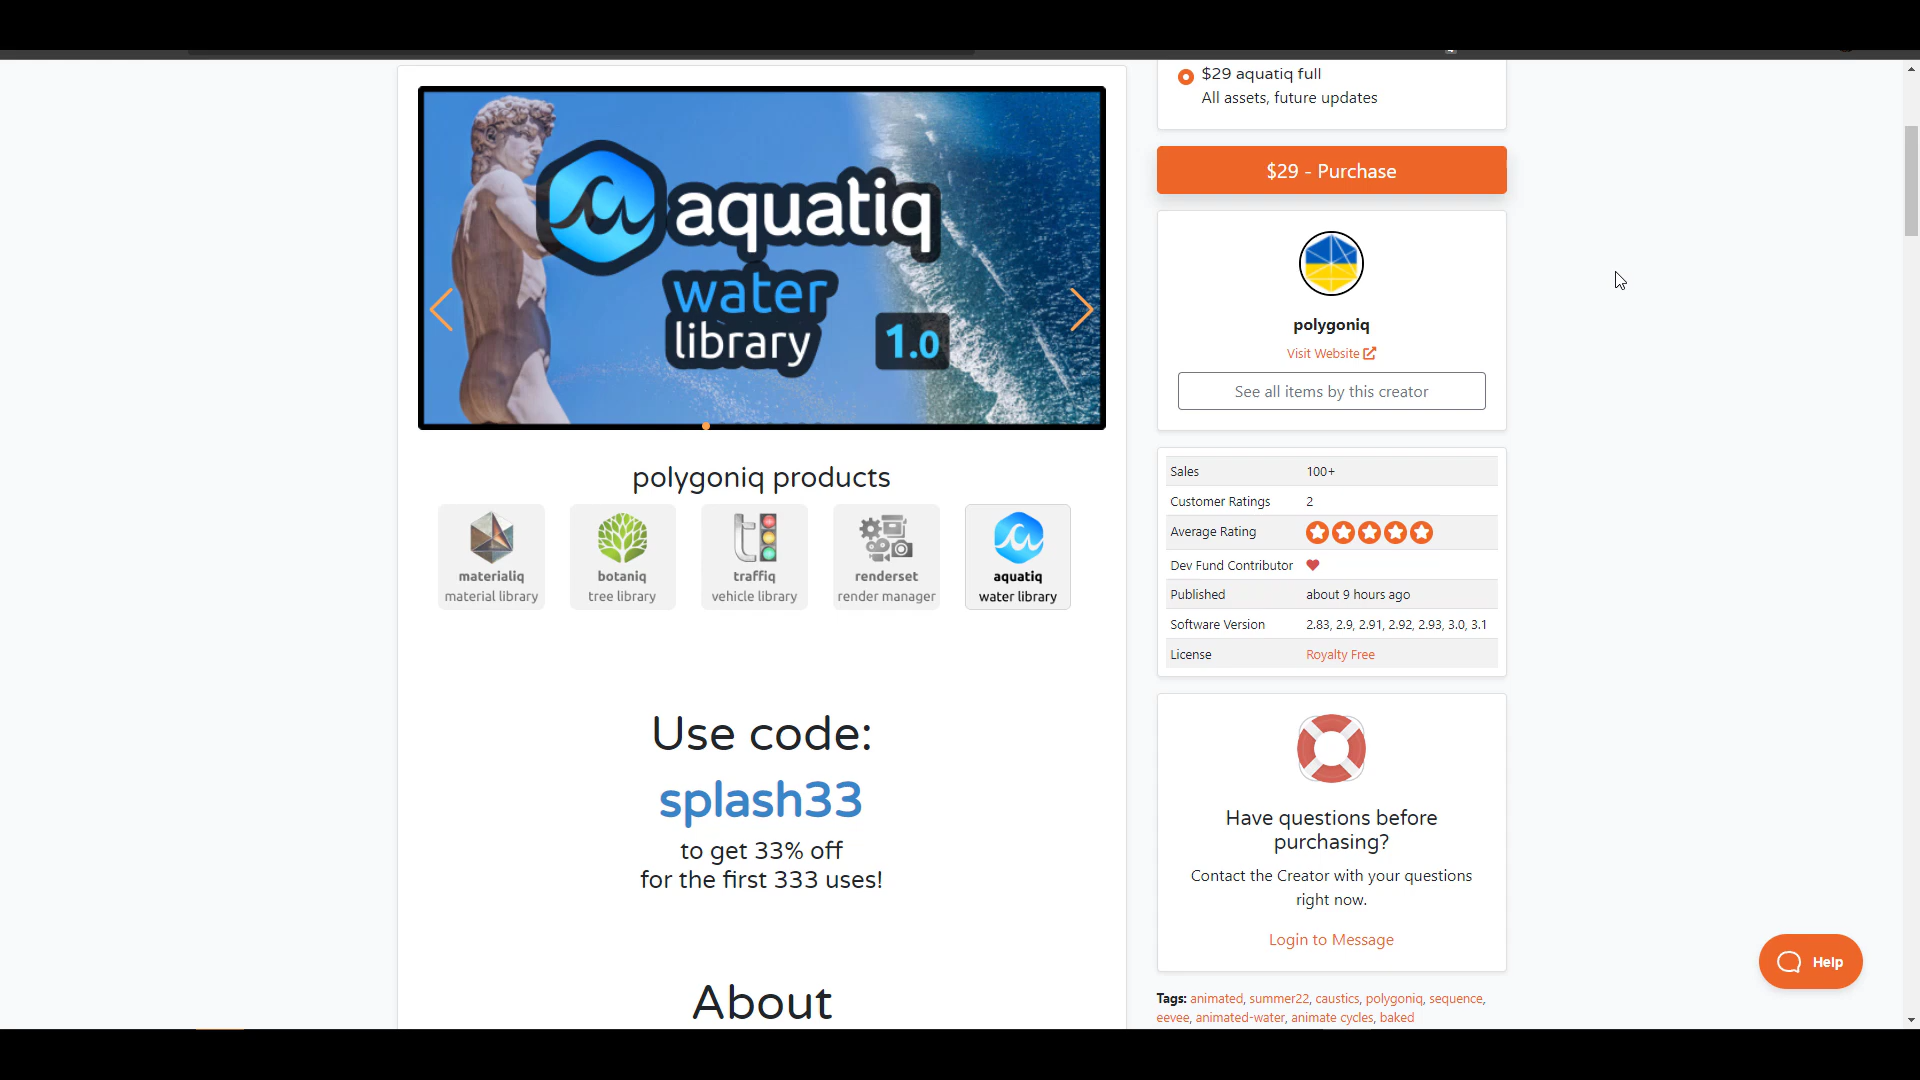 aquatiq
water
library
1.0
polygoniq products
materialiq
material library
botaniq
tree library
traffiq
vehicle library
renderset
render manager
aquatiq
water library
Use code:
splash33
to get 33% off
for the first 333 uses!
About
$29 aquatiq full
All assets, future updates
$29 - Purchase
polygoniq
Visit Website
See all items by this creator
Sales 100+
Customer Ratings 2
Average Rating
Dev Fund Contributor
Published about 9 hours ago
Software Version 2.83, 2.9, 2.91, 2.92, 2.93, 3.0, 3.1
License Royalty Free
Have questions before
purchasing?
Contact the Creator with your questions
right now.
Login to Message
Tags: animated, summer22, caustics, polygoniq, sequence,
eevee, animated-water, animate cycles, baked
Help